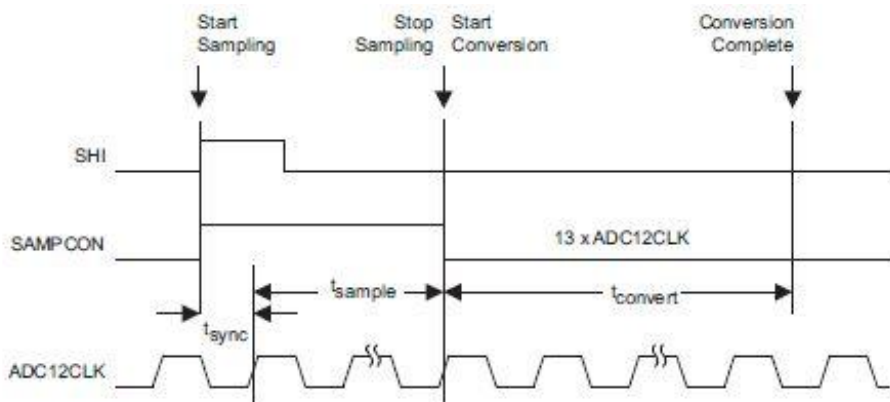 Start
Sampling
Stop
Sampling
Start
Conversion
Conversion
Complete
SHI
SAMPCON
13 x ADC12CLK
tsample
tconvert
tsync
ADC12CLK